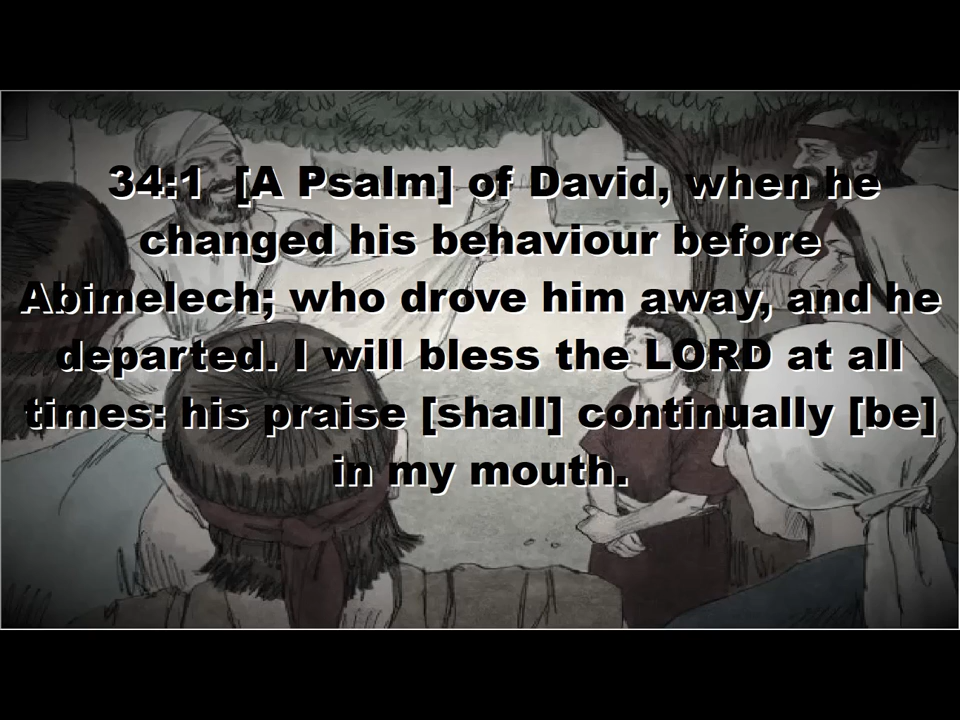 34:1 [A Psalm] of David, when he
changed his behaviour before
Abimelech; who drove him away, and he
departed. I will bless the LORD at all
times: his praise [shall] continually [be]
in my mouth.